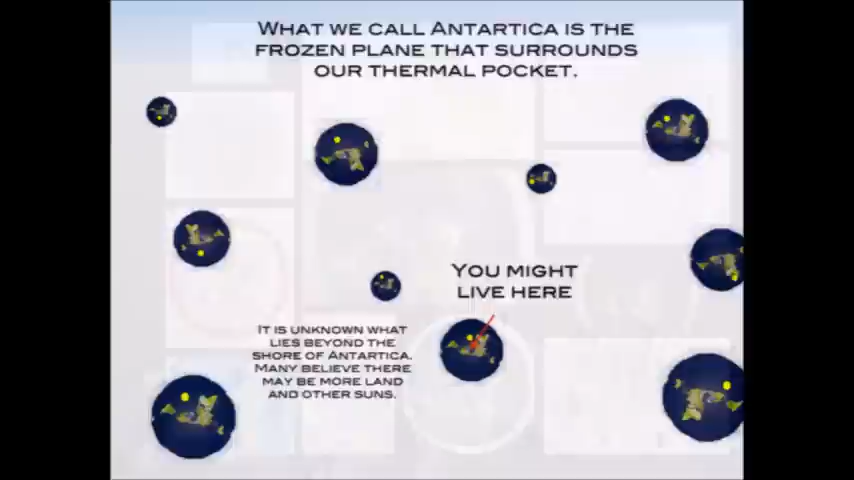 WHAT WE CALL ANTARTICA IS THE
FROZEN PLANE THAT SURROUNDS
OUR THERMAL POCKET.
YOU MIGHT
LIVE HERE
IT IS UNKNOWN WHAT
LIES BEYOND THE
SHORE OF ANTARTICA.
MANY BELIEVE THERE
MAY BE MORE LAND
AND OTHER SUNS.